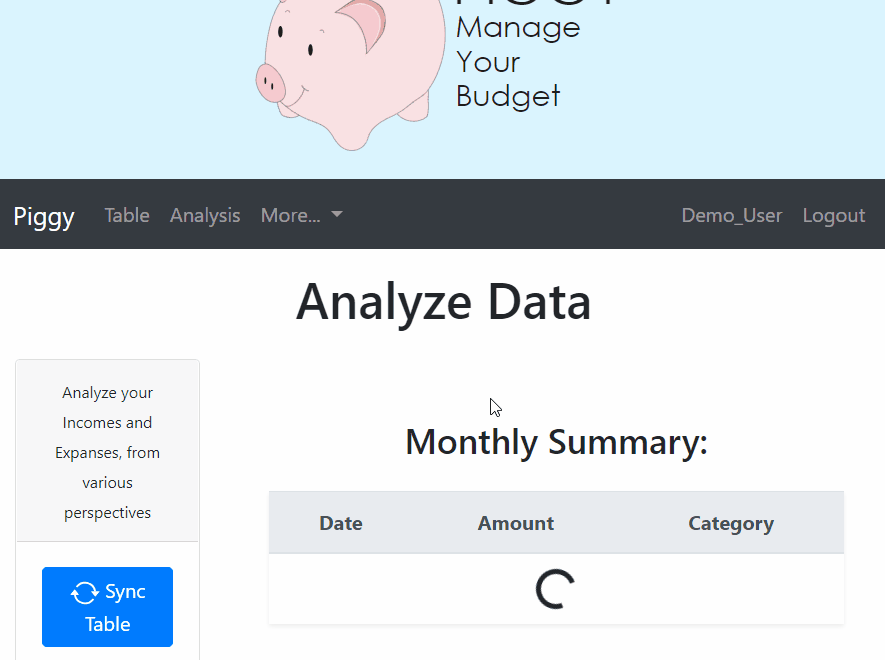 Manage
Your
Budget
Piggy Table Analysis More... Demo_User Logout
Analyze Data
Analyze your
Incomes and
Expanses, from
various
perspectives
Sync
Table
Monthly Summary:
Date Amount Category